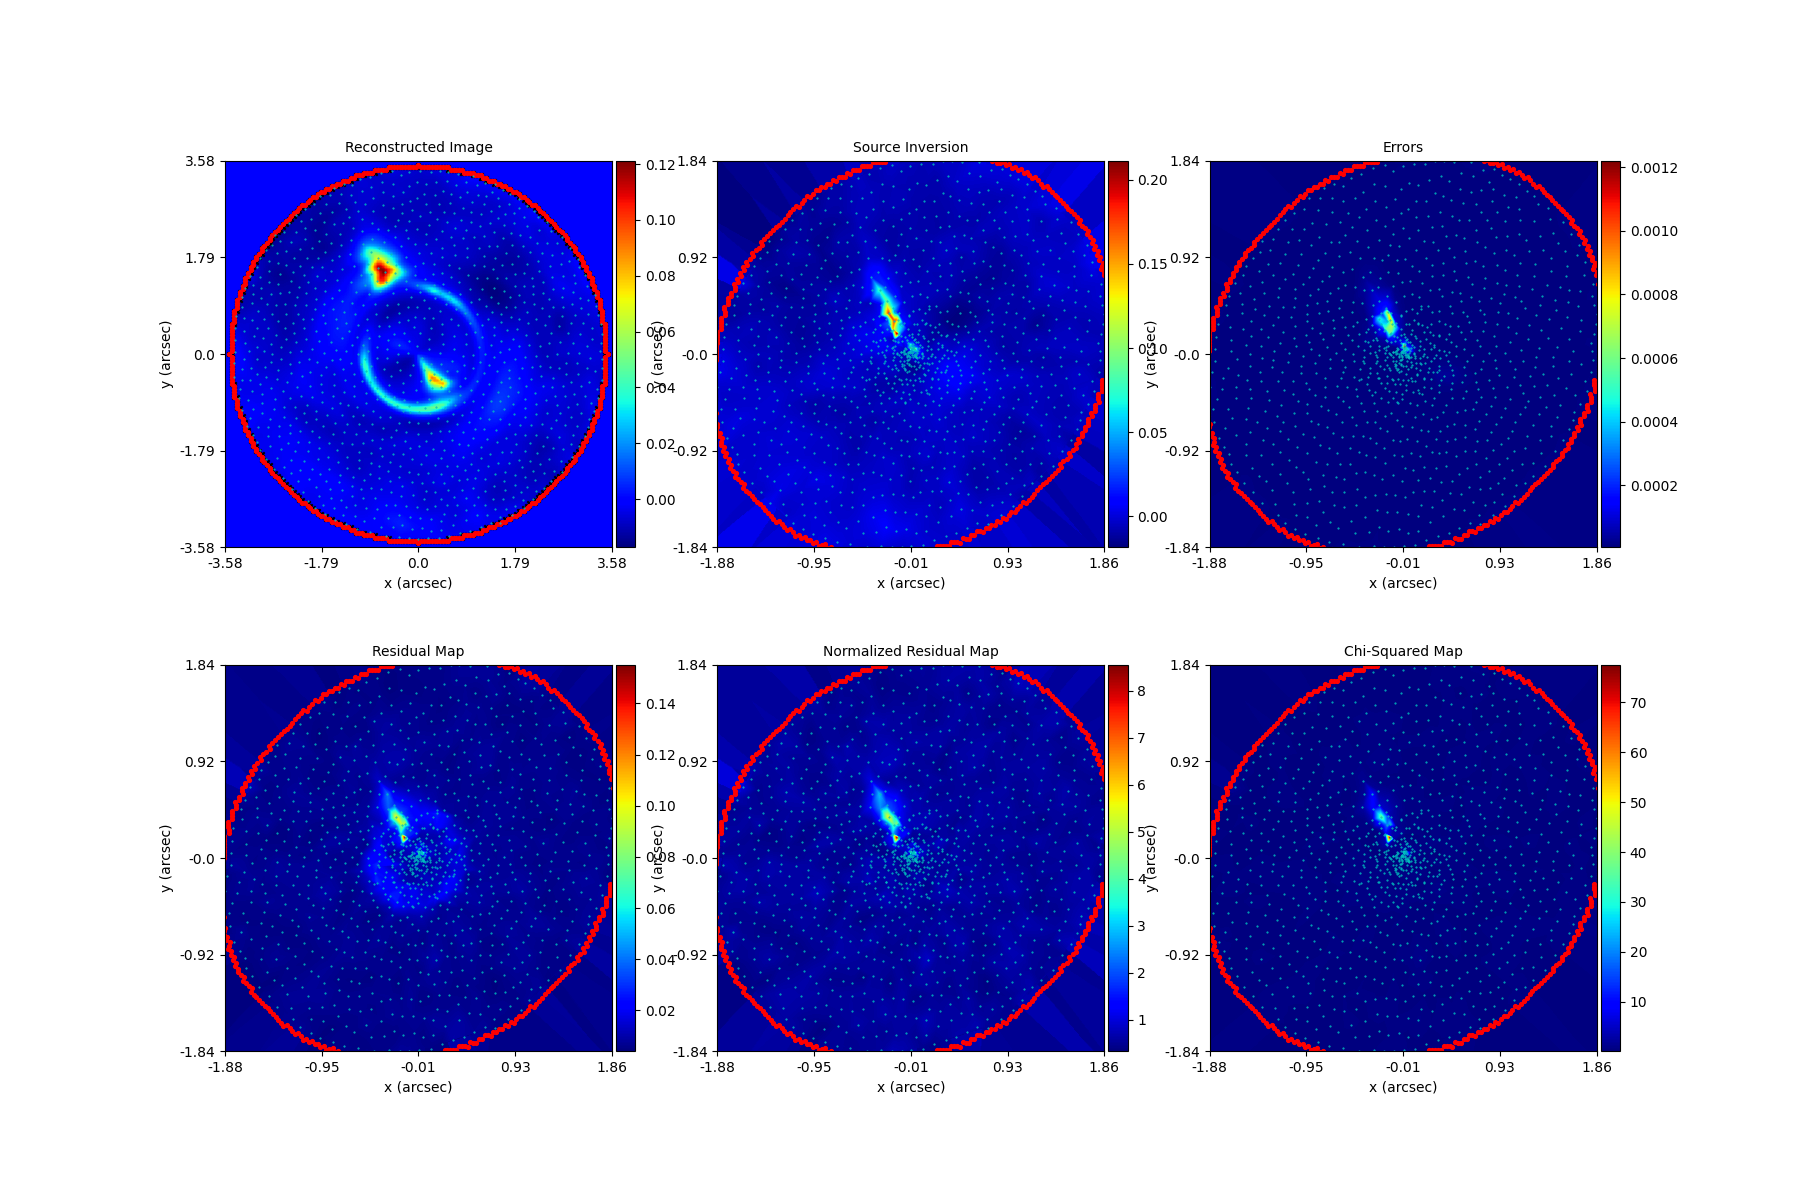 Reconstructed Image
3.58
1.79
0.0
-1.79
-3.58
y (arcsec)
-3.58 -1.79 0.0 1.79 3.58
x (arcsec)
0.12
0.10
0.08
0.06
0.04
0.02
0.00
Source Inversion
1.84
0.92
-0.0
-0.92
-1.84
y (arcsec)
-1.88 -0.95 -0.01 0.93 1.86
x (arcsec)
0.20
0.15
0.10
0.05
0.00
Errors
1.84
0.92
-0.0
-0.92
-1.84
y (arcsec)
-1.88 -0.95 -0.01 0.93 1.86
x (arcsec)
0.0012
0.0010
0.0008
0.0006
0.0004
0.0002
Residual Map
1.84
0.92
-0.0
-0.92
-1.84
y (arcsec)
-1.88 -0.95 -0.01 0.93 1.86
x (arcsec)
0.14
0.12
0.10
0.08
0.06
0.04
0.02
Normalized Residual Map
1.84
0.92
-0.0
-0.92
-1.84
y (arcsec)
-1.88 -0.95 -0.01 0.93 1.86
x (arcsec)
8
7
6
5
4
3
2
1
Chi-Squared Map
1.84
0.92
-0.0
-0.92
-1.84
y (arcsec)
-1.88 -0.95 -0.01 0.93 1.86
x (arcsec)
70
60
50
40
30
20
10